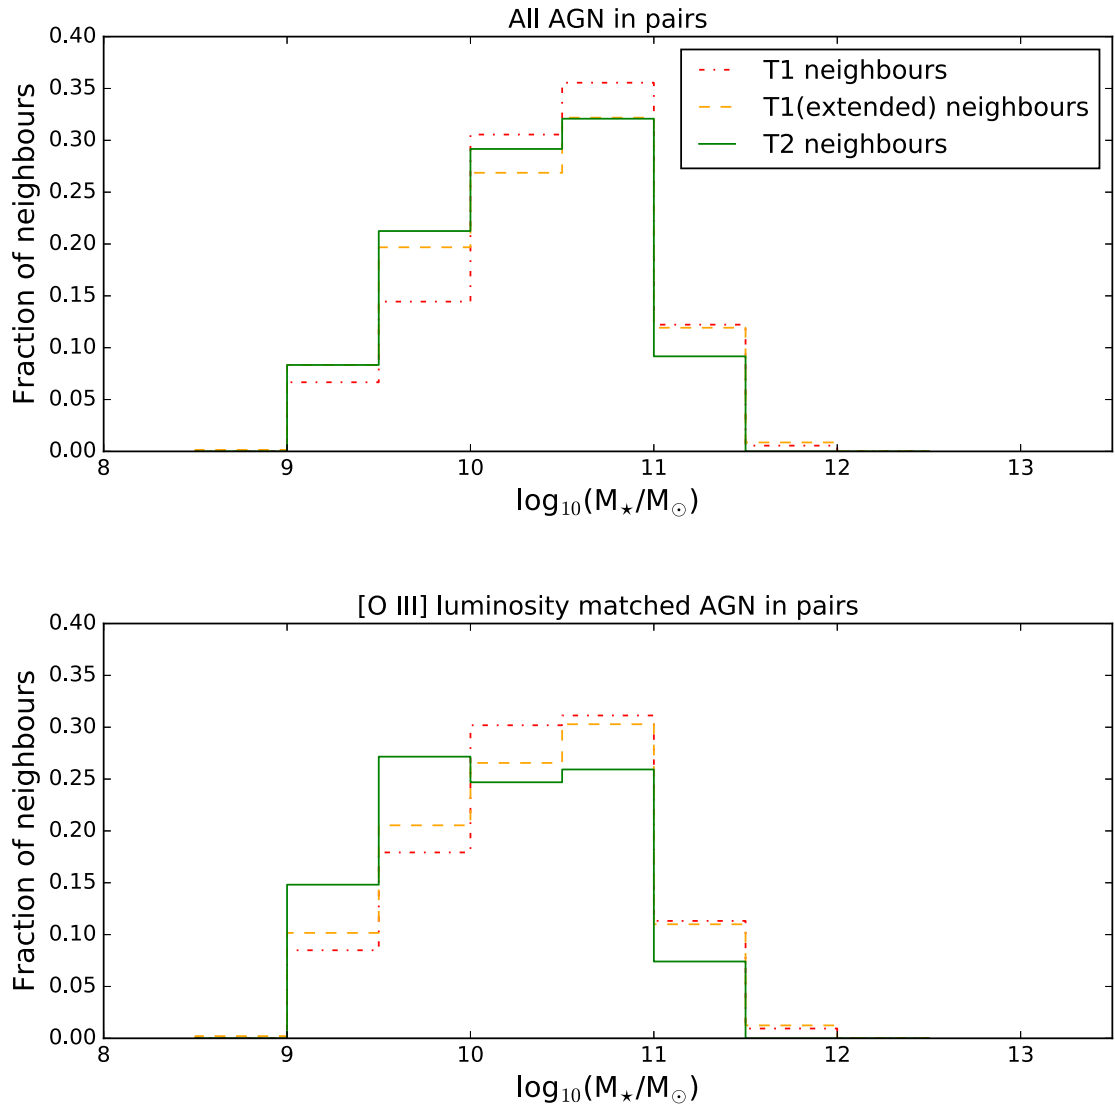 All AGN in pairs
0.40
0.35
0.30
0.25
0.20
0.15
0.10
0.05
0.00
Fraction of neighbours
T1 neighbours
T1(extended) neighbours
T2 neighbours
8 9 10 11 12 13
log₁₀(M★/M☉)
[O III] luminosity matched AGN in pairs
0.40
0.35
0.30
0.25
0.20
0.15
0.10
0.05
0.00
Fraction of neighbours
8 9 10 11 12 13
log₁₀(M★/M☉)